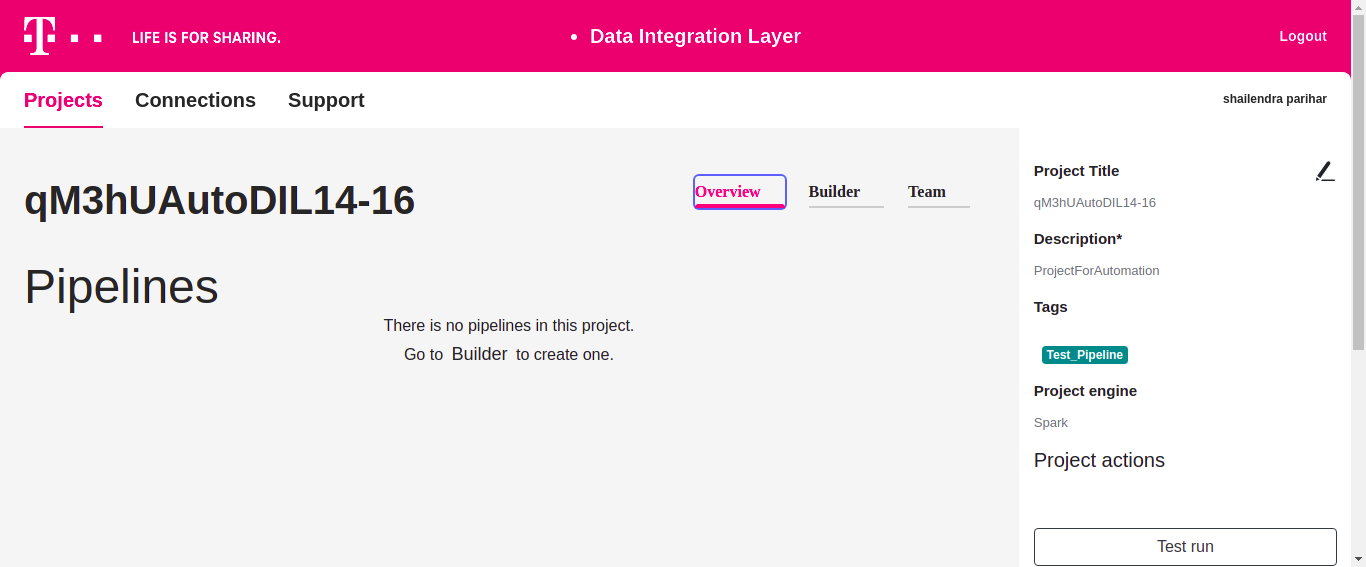 T
LIFE IS FOR SHARING.
Data Integration Layer
Logout
Projects Connections Support
shailendra parihar
qM3hUAutoDIL14-16
Overview Builder Team
Pipelines
There is no pipelines in this project.
Go to Builder to create one.
Project Title
qM3hUAutoDIL14-16
Description*
ProjectForAutomation
Tags
Test_Pipeline
Project engine
Spark
Project actions
Test run